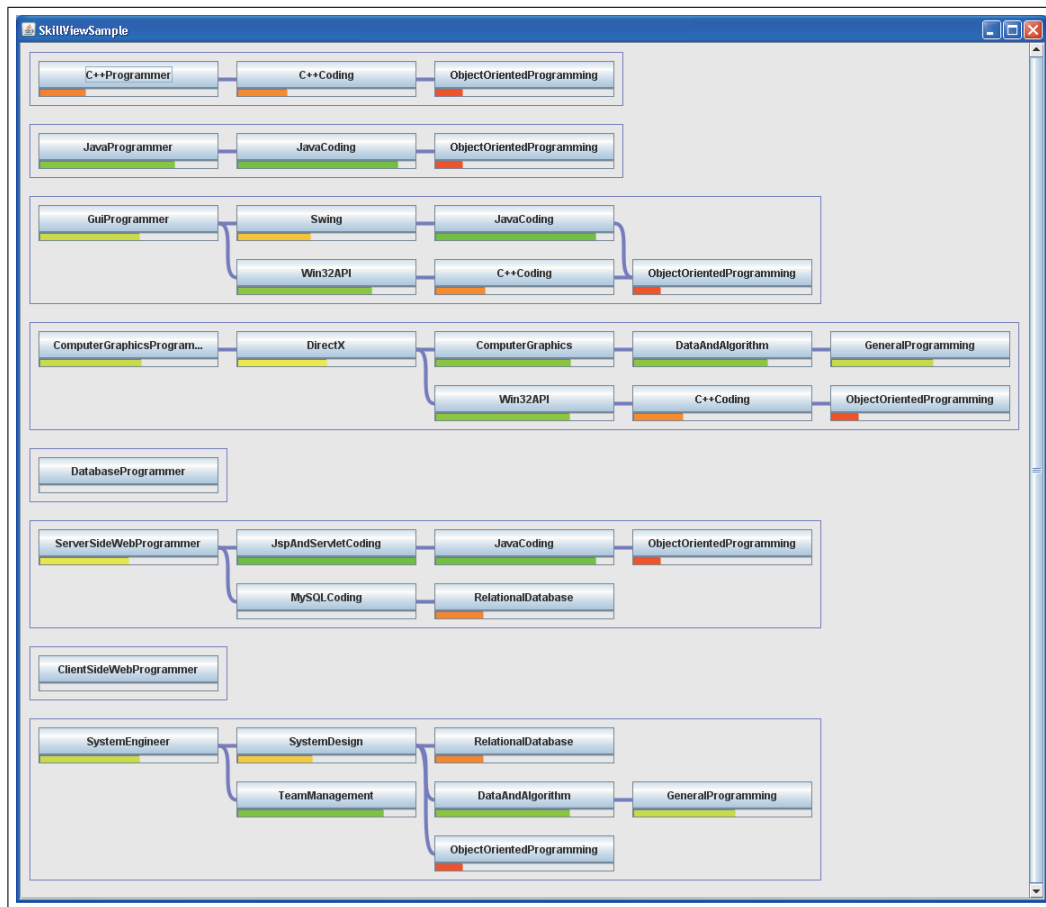 SkillViewSample
C++Programmer C++Coding ObjectOrientedProgramming
JavaProgrammer JavaCoding ObjectOrientedProgramming
GuiProgrammer Swing JavaCoding
Win32API C++Coding ObjectOrientedProgramming
ComputerGraphicsProgram... DirectX ComputerGraphics DataAndAlgorithm GeneralProgramming
Win32API C++Coding ObjectOrientedProgramming
DatabaseProgrammer
ServerSideWebProgrammer JspAndServletCoding JavaCoding ObjectOrientedProgramming
MySQLCoding RelationalDatabase
ClientSideWebProgrammer
SystemEngineer SystemDesign RelationalDatabase
TeamManagement DataAndAlgorithm GeneralProgramming
ObjectOrientedProgramming